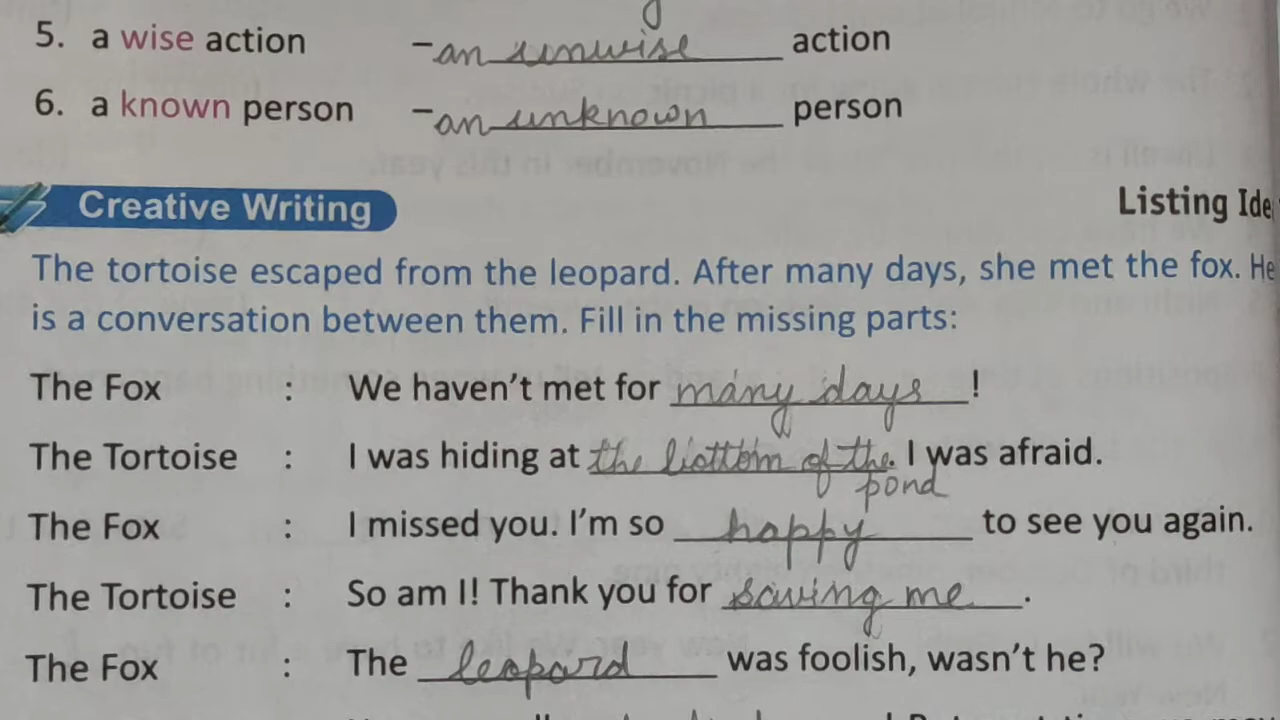 5. a wise action – an unwise action
6. a known person – an unknown person
Creative Writing Listing Ide
The tortoise escaped from the leopard. After many days, she met the fox. He
is a conversation between them. Fill in the missing parts:
The Fox : We haven't met for many days!
The Tortoise : I was hiding at the bottom of the. I was afraid.
pond
The Fox : I missed you. I'm so happy to see you again.
The Tortoise : So am I! Thank you for saving me.
The Fox : The leopard was foolish, wasn't he?